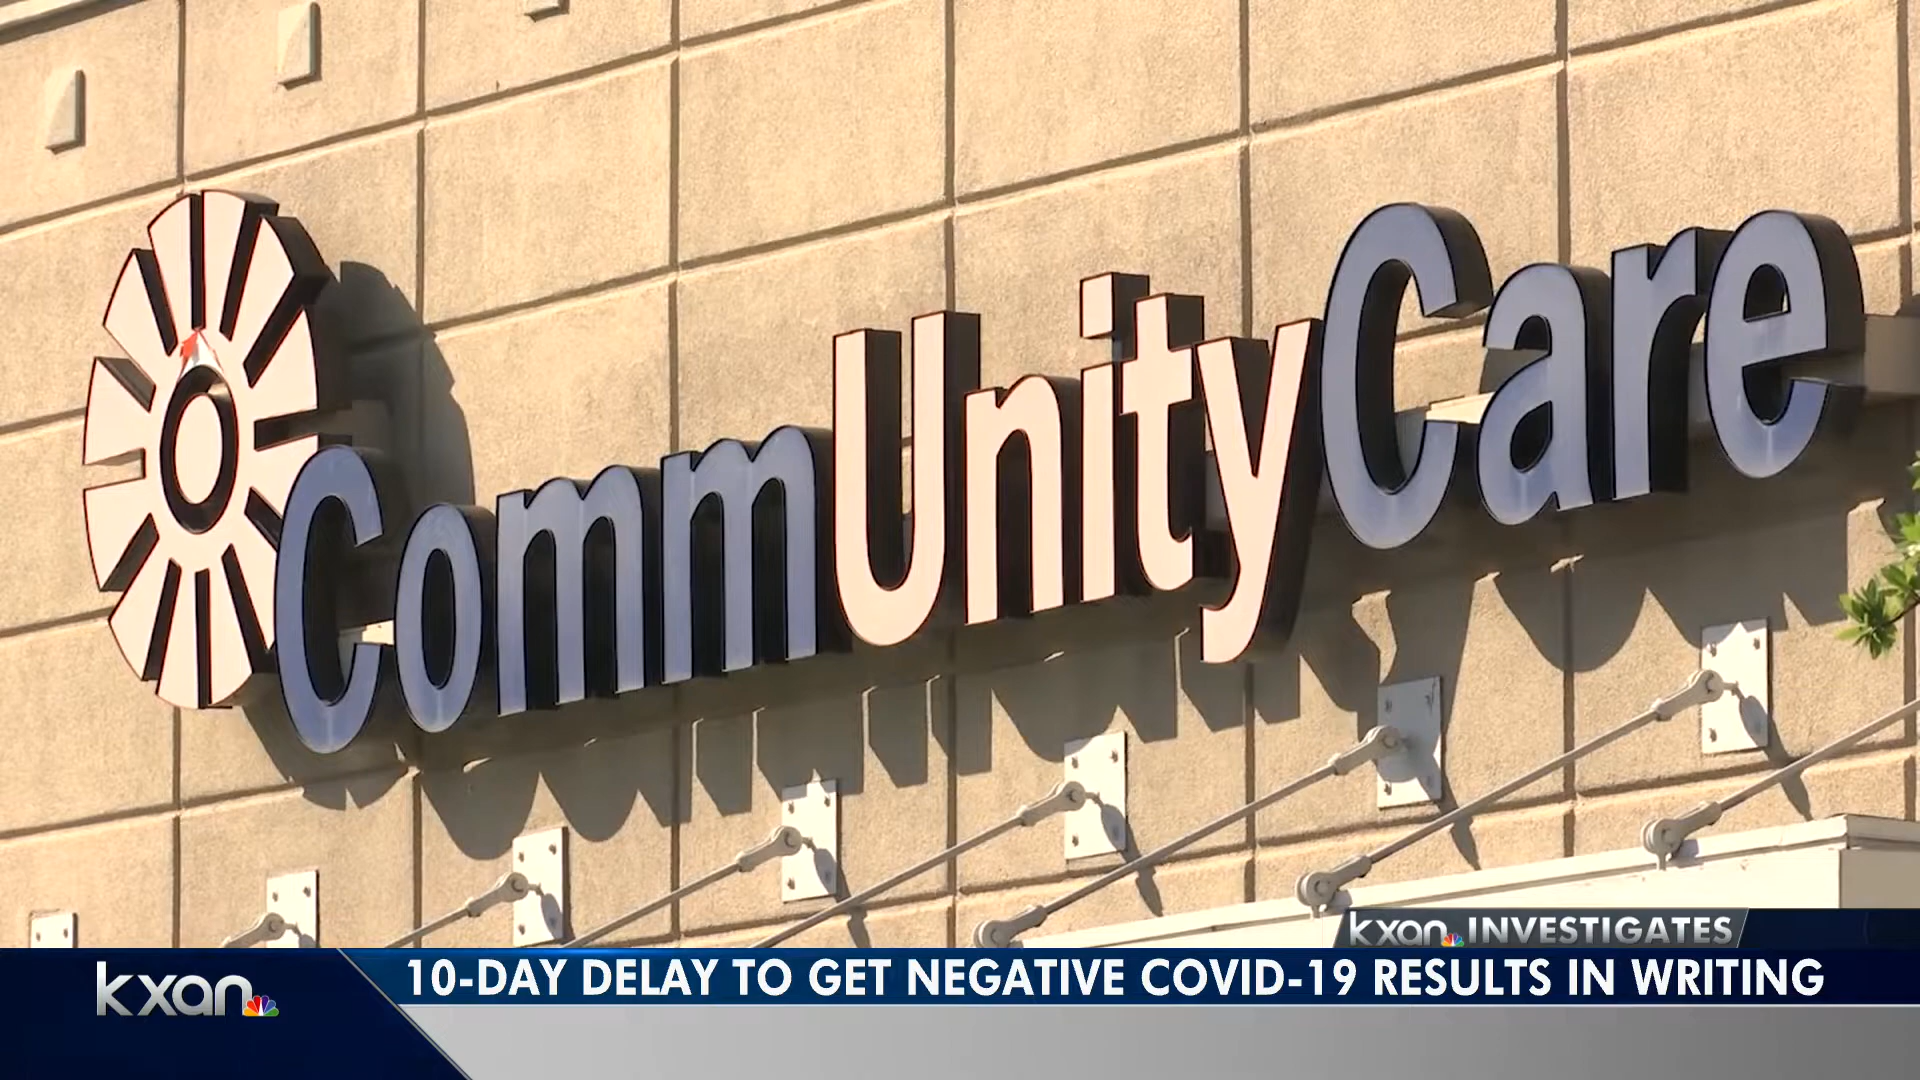 CommUnityCare
kxan INVESTIGATES
kxan
10-DAY DELAY TO GET NEGATIVE COVID-19 RESULTS IN WRITING